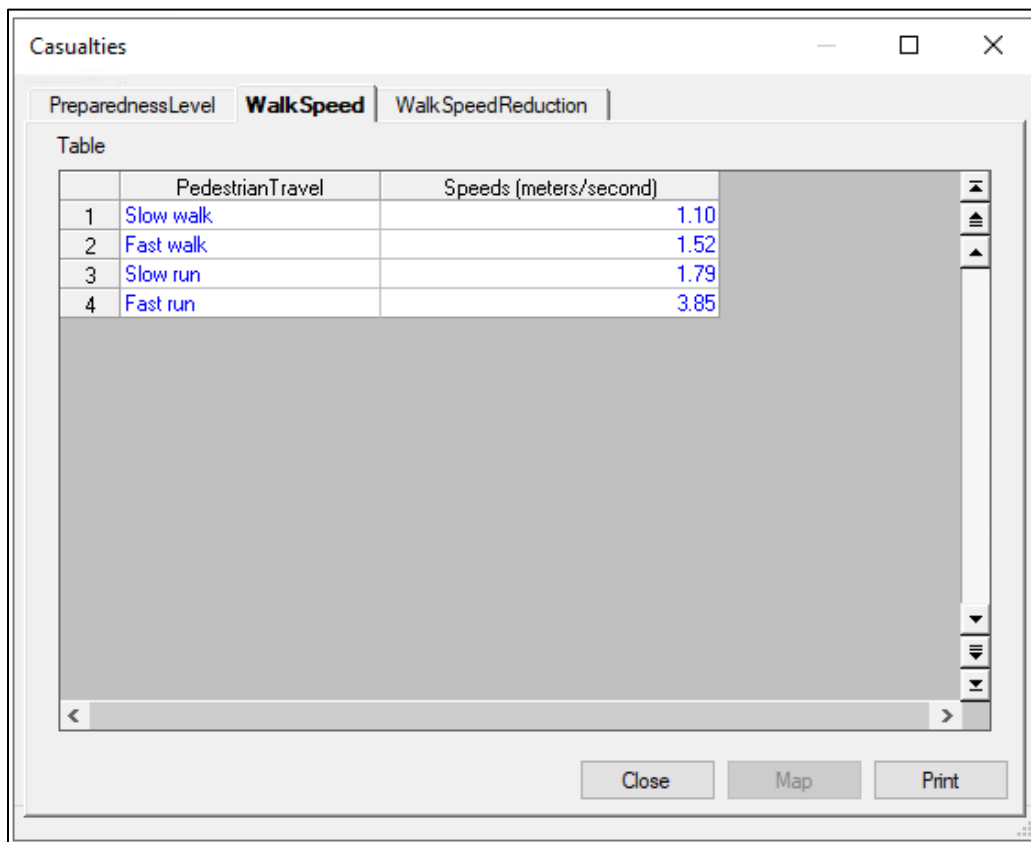 Casualties
PreparednessLevel WalkSpeed WalkSpeedReduction
Table
PedestrianTravel Speeds (meters/second)
1 Slow walk 1.10
2 Fast walk 1.52
3 Slow run 1.79
4 Fast run 3.85
Close Map Print